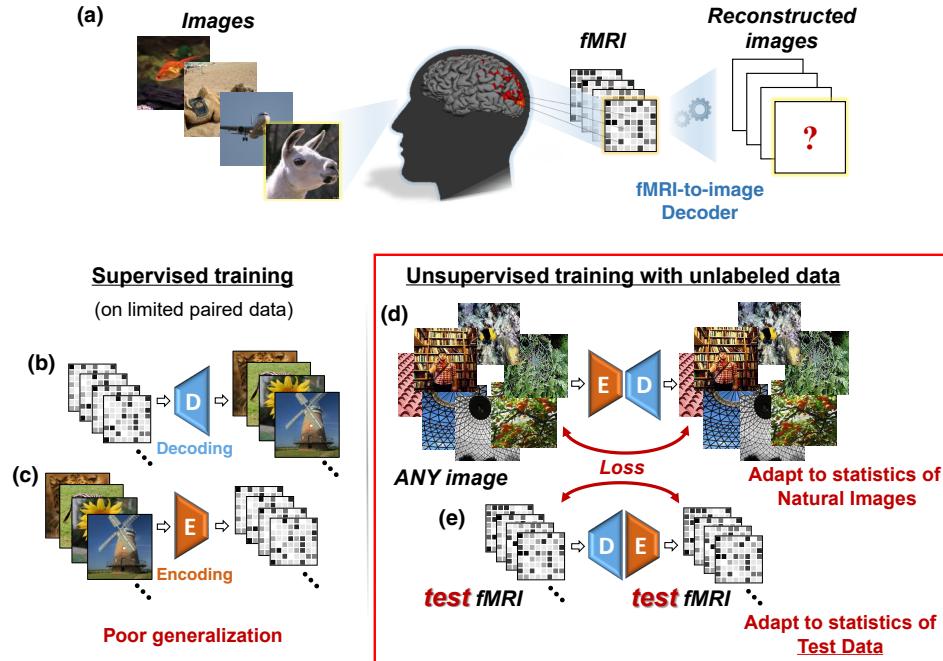 (a)
Images
fMRI
Reconstructed
images
?
fMRI-to-image
Decoder
Supervised training
(on limited paired data)
(b)
D
Decoding
(c)
E
Encoding
Poor generalization
Unsupervised training with unlabeled data
(d)
E D
Loss
ANY image
Adapt to statistics of
Natural Images
(e)
D E
test fMRI
test fMRI
Adapt to statistics of
Test Data